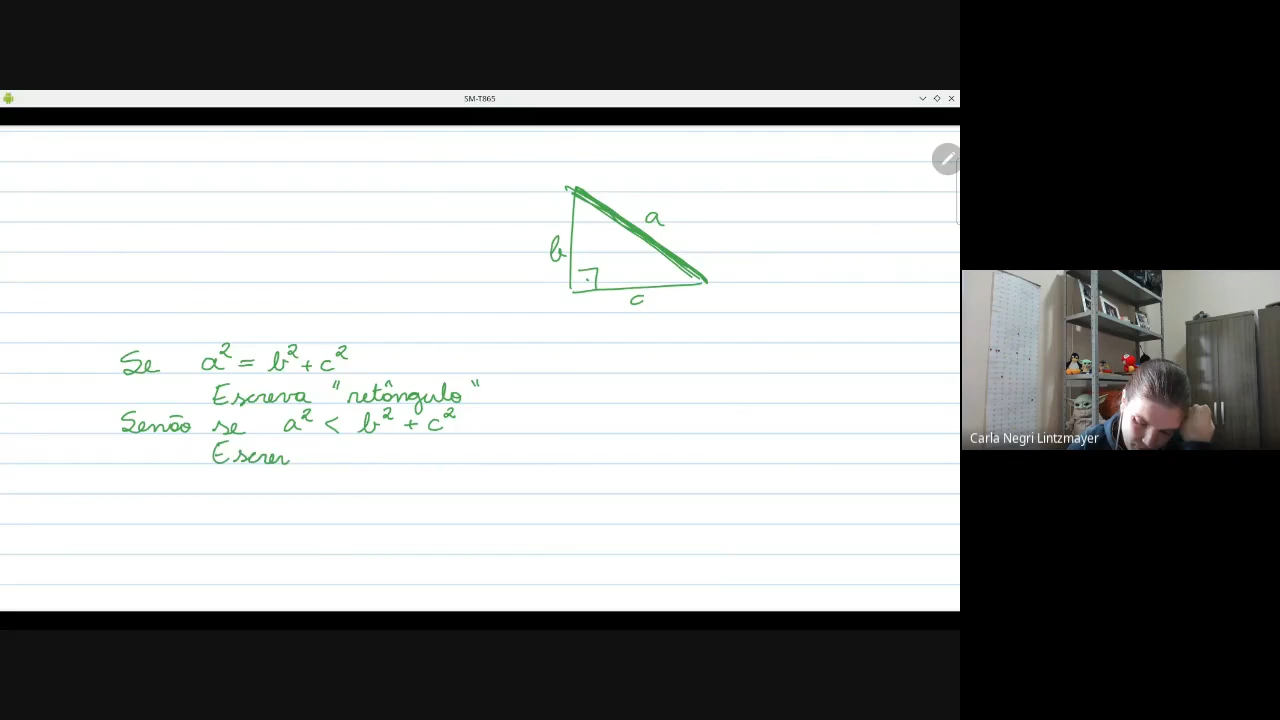 SM-T865
a
b
c
Se a² = b² + c²
Escreva "retângulo"
Senão se a² < b² + c²
Escrev
Carla Negri Lintzmayer